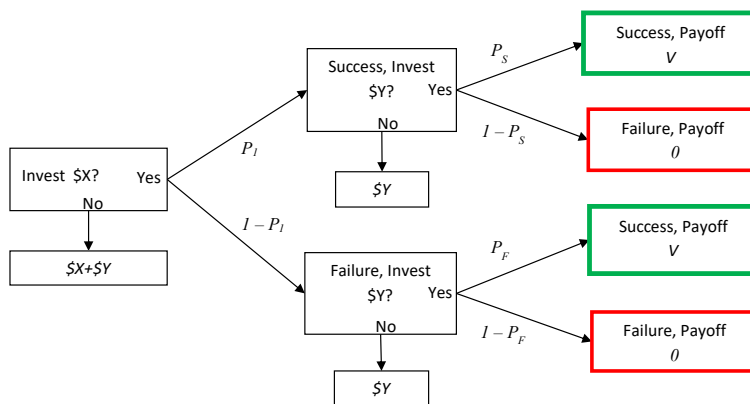 Invest $X?
Yes
No
$X+$Y
P1
1 – P1
Success, Invest
$Y?
Yes
No
$Y
Failure, Invest
$Y?
Yes
No
$Y
PS
1 – PS
Success, Payoff
V
Failure, Payoff
0
PF
1 – PF
Success, Payoff
V
Failure, Payoff
0